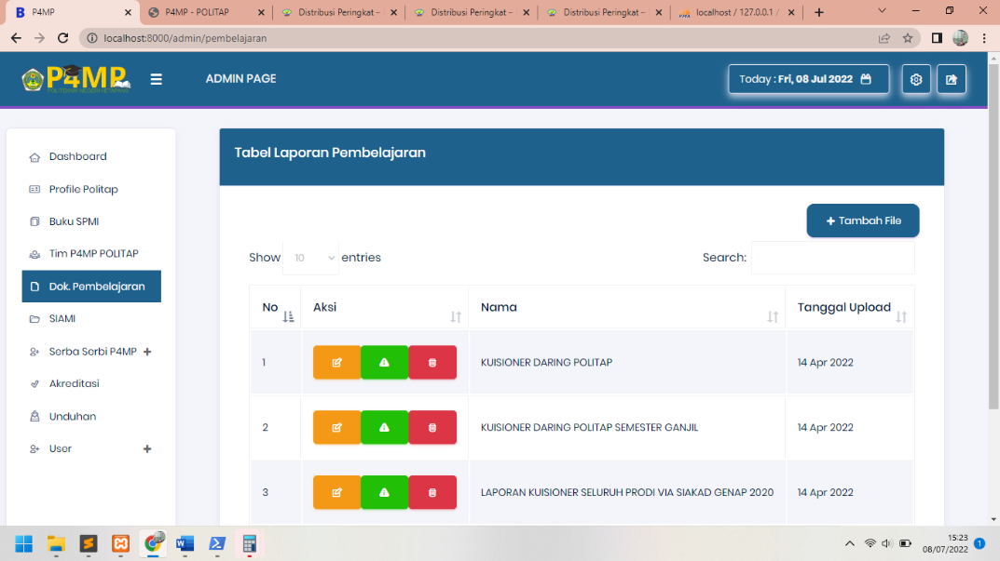 P4MP
P4MP - POLITAP
Distribusi Peringkat –
Distribusi Peringkat –
Distribusi Peringkat –
localhost / 127.0.0.1 /
localhost:8000/admin/pembelajaran
P4MP
ADMIN PAGE
Today : Fri, 08 Jul 2022
Dashboard
Profile Politap
Buku SPMI
Tim P4MP POLITAP
Dok. Pembelajaran
SIAMI
Serba Serbi P4MP +
Akreditasi
Unduhan
User +
Tabel Laporan Pembelajaran
+ Tambah File
Show 10 entries
Search:
No Aksi Nama Tanggal Upload
1 KUISIONER DARING POLITAP 14 Apr 2022
2 KUISIONER DARING POLITAP SEMESTER GANJIL 14 Apr 2022
3 LAPORAN KUISIONER SELURUH PRODI VIA SIAKAD GENAP 2020 14 Apr 2022
15:23
08/07/2022
1